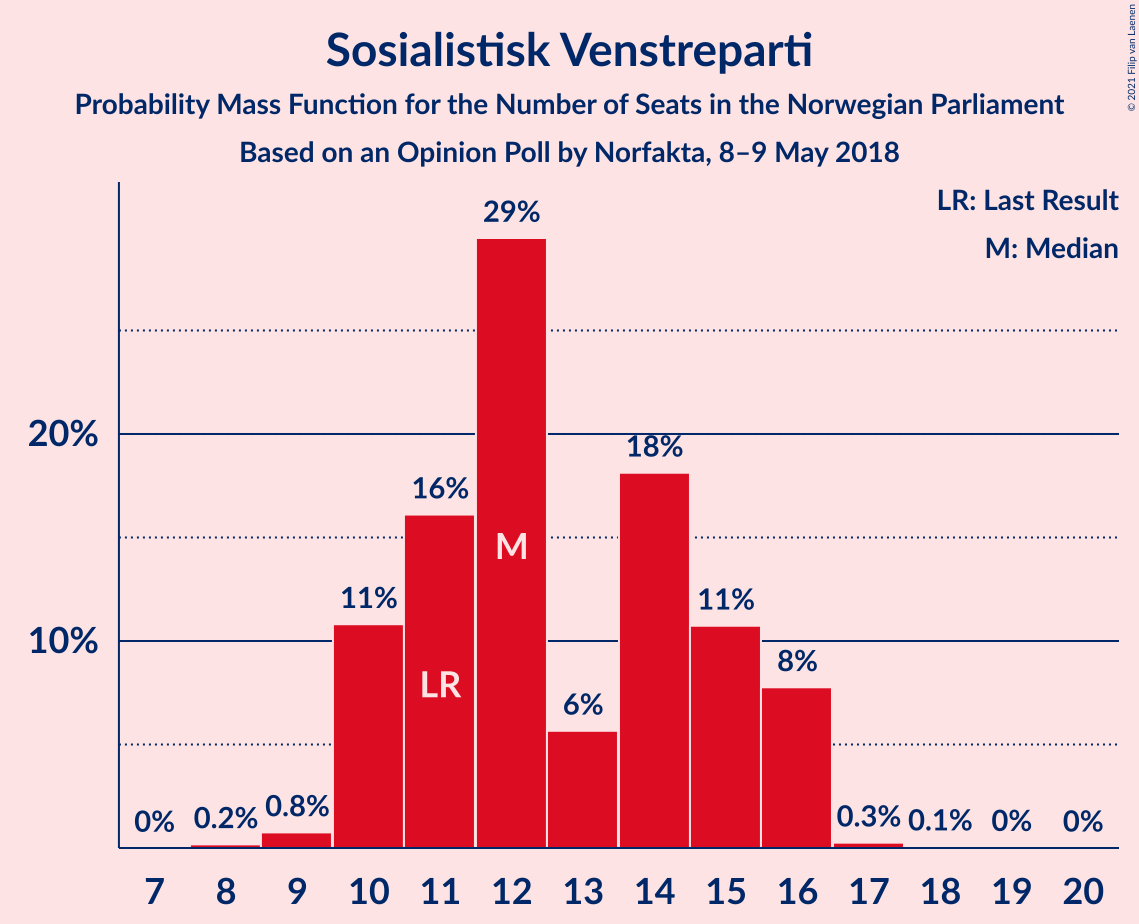 © 2021 Filip van Laenen
Sosialistisk Venstreparti
Probability Mass Function for the Number of Seats in the Norwegian Parliament
Based on an Opinion Poll by Norfakta, 8–9 May 2018
LR: Last Result
M: Median
20%
10%
0%
0.2%
0.8%
11%
16%
29%
6%
18%
11%
8%
0.3%
0.1%
0%
0%
LR
M
7 8 9 10 11 12 13 14 15 16 17 18 19 20